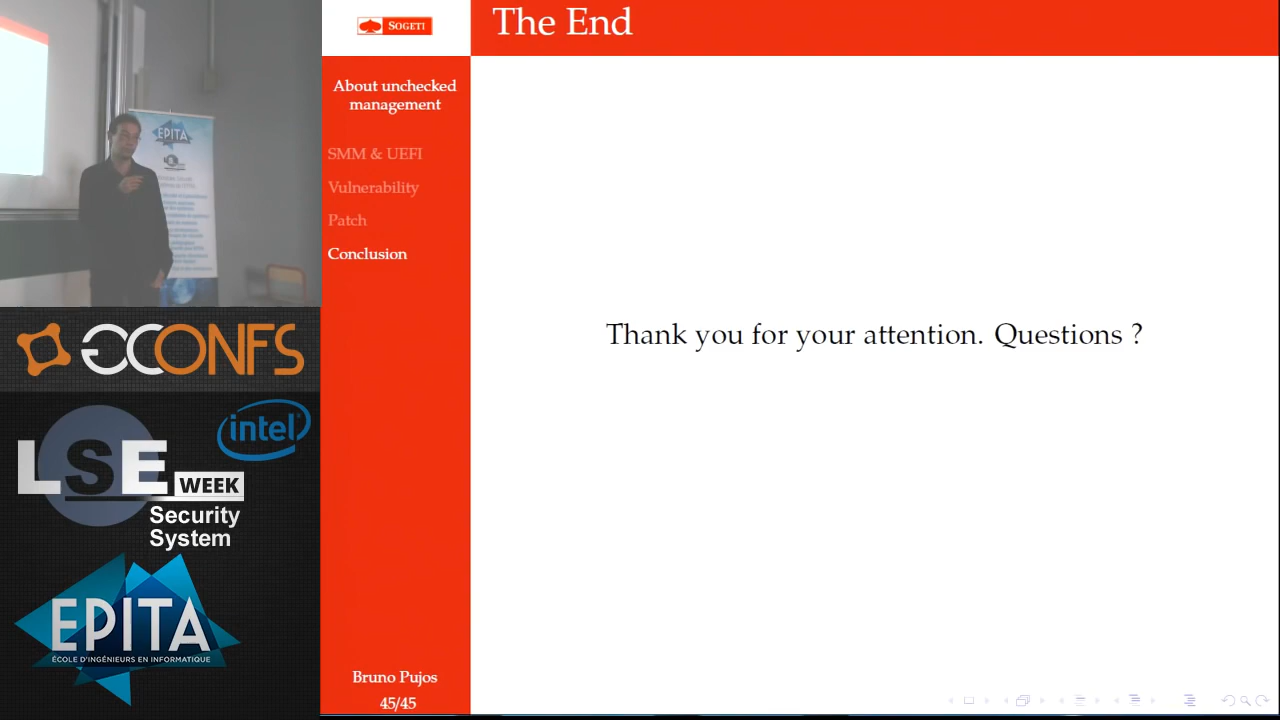 SOGETI
The End
About unchecked
management
SMM & UEFI
Vulnerability
Patch
Conclusion
Thank you for your attention. Questions ?
Bruno Pujos
45/45
EPITA
GCONFS
intel
LSE
WEEK
Security
System
EPITA
ÉCOLE D'INGÉNIEURS EN INFORMATIQUE